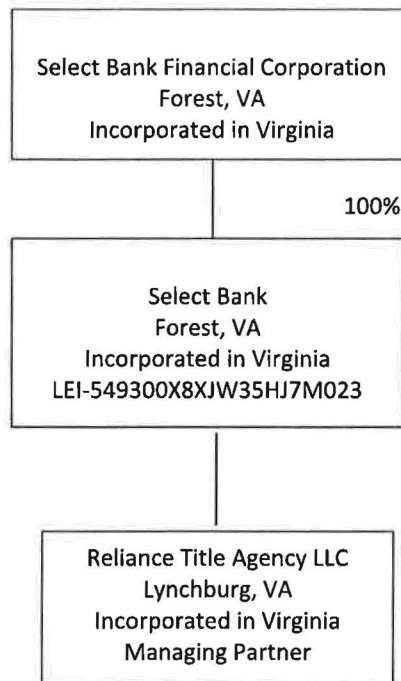 Select Bank Financial Corporation
Forest, VA
Incorporated in Virginia
100%
Select Bank
Forest, VA
Incorporated in Virginia
LEI-549300X8XJW35HJ7M023
Reliance Title Agency LLC
Lynchburg, VA
Incorporated in Virginia
Managing Partner